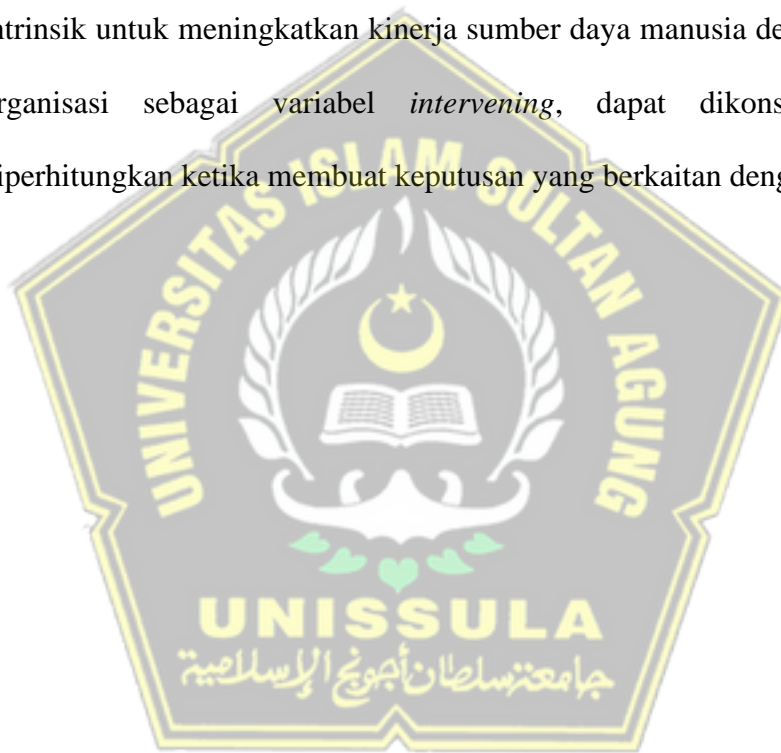 ntrinsik untuk meningkatkan kinerja sumber daya manusia de
rganisasi sebagai variabel intervening, dapat dikons
iperhitungkan ketika membuat keputusan yang berkaitan deng
UNIVERSITAS ISLAM SULTAN AGUNG
UNISSULA
جامعة سلطان أجونج الإسلامية